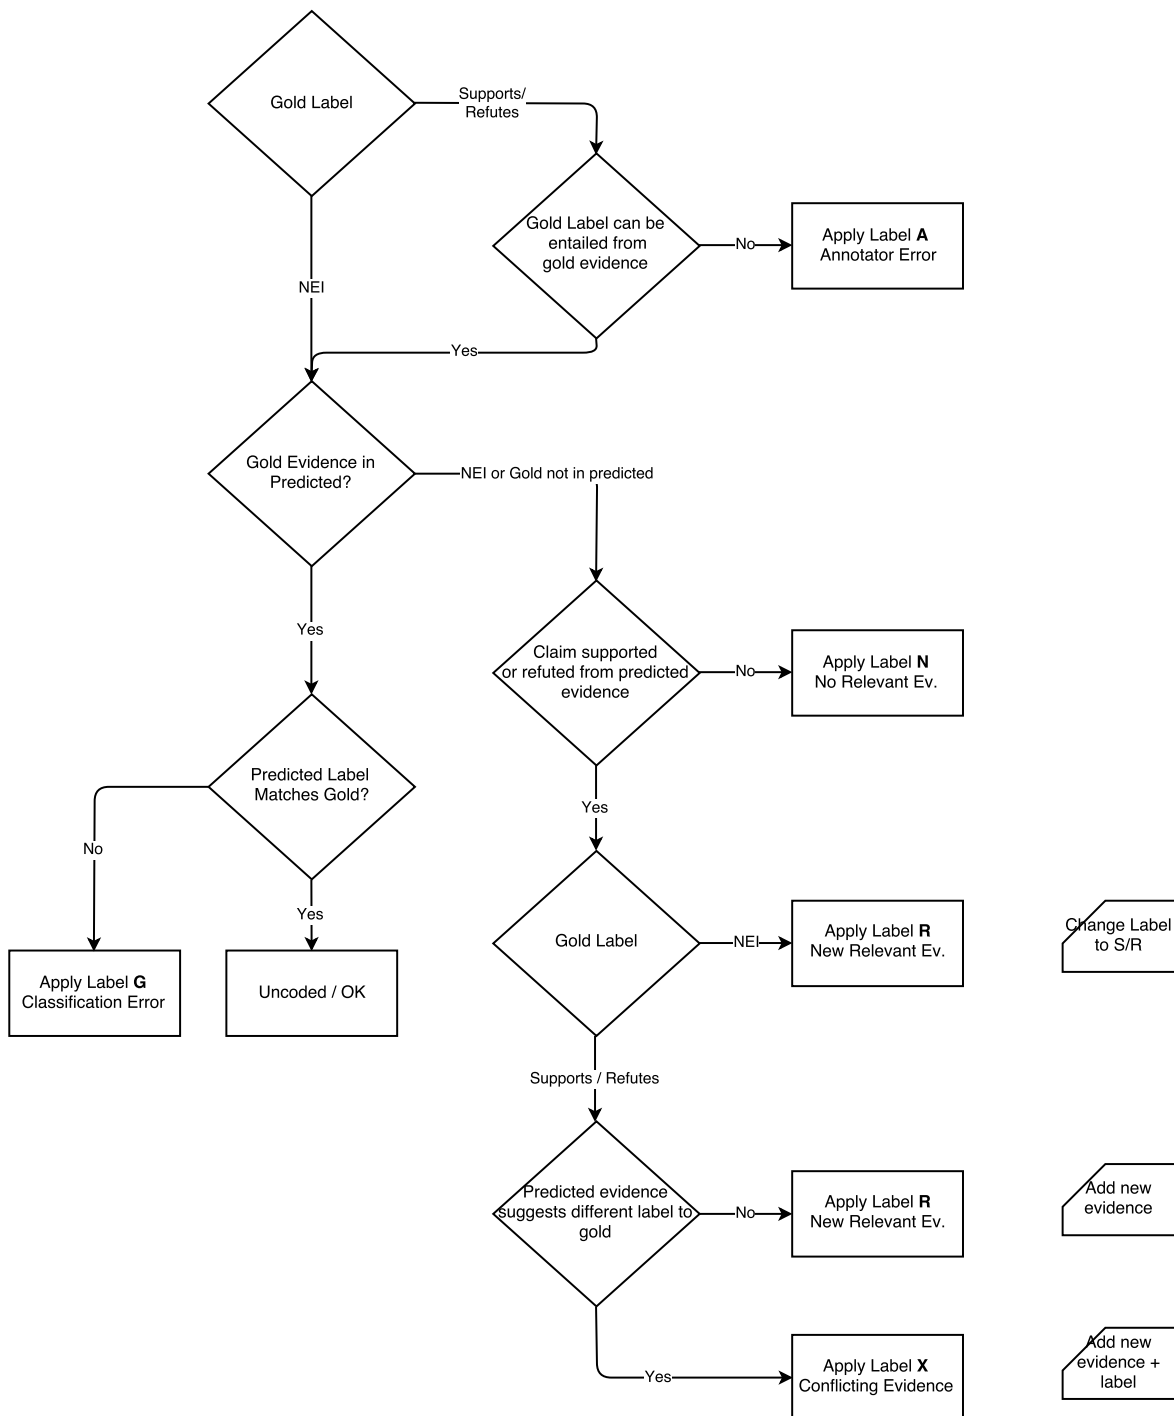 Gold Label
Supports/
Refutes
Gold Label can be
entailed from
gold evidence
No
Apply Label A
Annotator Error
NEI
Yes
Gold Evidence in
Predicted?
NEI or Gold not in predicted
Yes
Claim supported
or refuted from predicted
evidence
No
Apply Label N
No Relevant Ev.
Predicted Label
Matches Gold?
Yes
No
Yes
Apply Label G
Classification Error
Uncoded / OK
Gold Label
NEI
Apply Label R
New Relevant Ev.
Change Label
to S/R
Supports / Refutes
Predicted evidence
suggests different label to
gold
No
Apply Label R
New Relevant Ev.
Add new
evidence
Yes
Apply Label X
Conflicting Evidence
Add new
evidence +
label